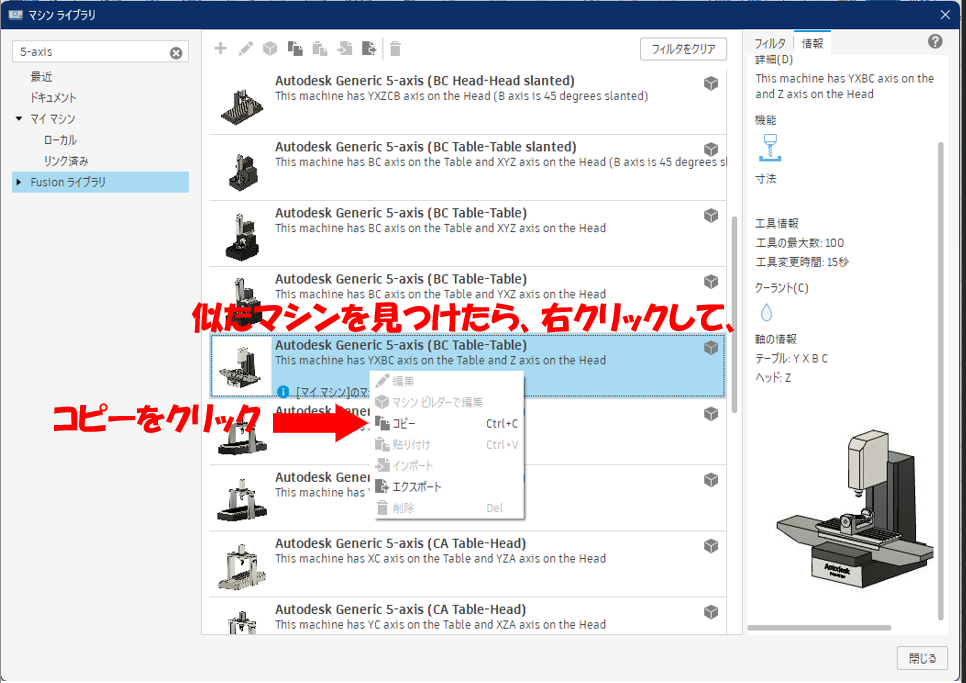 マシン ライブラリ
5-axis
最近
ドキュメント
マイ マシン
ローカル
リンク済み
Fusion ライブラリ
フィルタをクリア
Autodesk Generic 5-axis (BC Head-Head slanted)
This machine has YXZCB axis on the Head (B axis is 45 degrees slanted)
Autodesk Generic 5-axis (BC Table-Table slanted)
This machine has BC axis on the Table and XYZ axis on the Head (B axis is 45 degrees sl
Autodesk Generic 5-axis (BC Table-Table)
This machine has BC axis on the Table and XYZ axis on the Head
Autodesk Generic 5-axis (BC Table-Table)
This machine has BC axis on the Table and YXZ axis on the Head
似たマシンを見つけたら、右クリックして、
Autodesk Generic 5-axis (BC Table-Table)
This machine has YXBC axis on the Table and Z axis on the Head
[マイ マシン]のマ
編集
マシン ビルダーで編集
コピー Ctrl+C
貼り付け Ctrl+V
インポート
エクスポート
削除 Del
コピーをクリック
Autodesk Gener
Autodesk Gener
This machine has
Autodesk Generic 5-axis (CA Table-Head)
This machine has XC axis on the Table and YZA axis on the Head
Autodesk Generic 5-axis (CA Table-Head)
This machine has YC axis on the Table and XZA axis on the Head
フィルタ 情報
詳細(D)
This machine has YXBC axis on the
and Z axis on the Head
機能
寸法
工具情報
工具の最大数: 100
工具変更時間: 15秒
クーラント(C)
軸の情報
テーブル: Y X B C
ヘッド: Z
Autodesk
閉じる